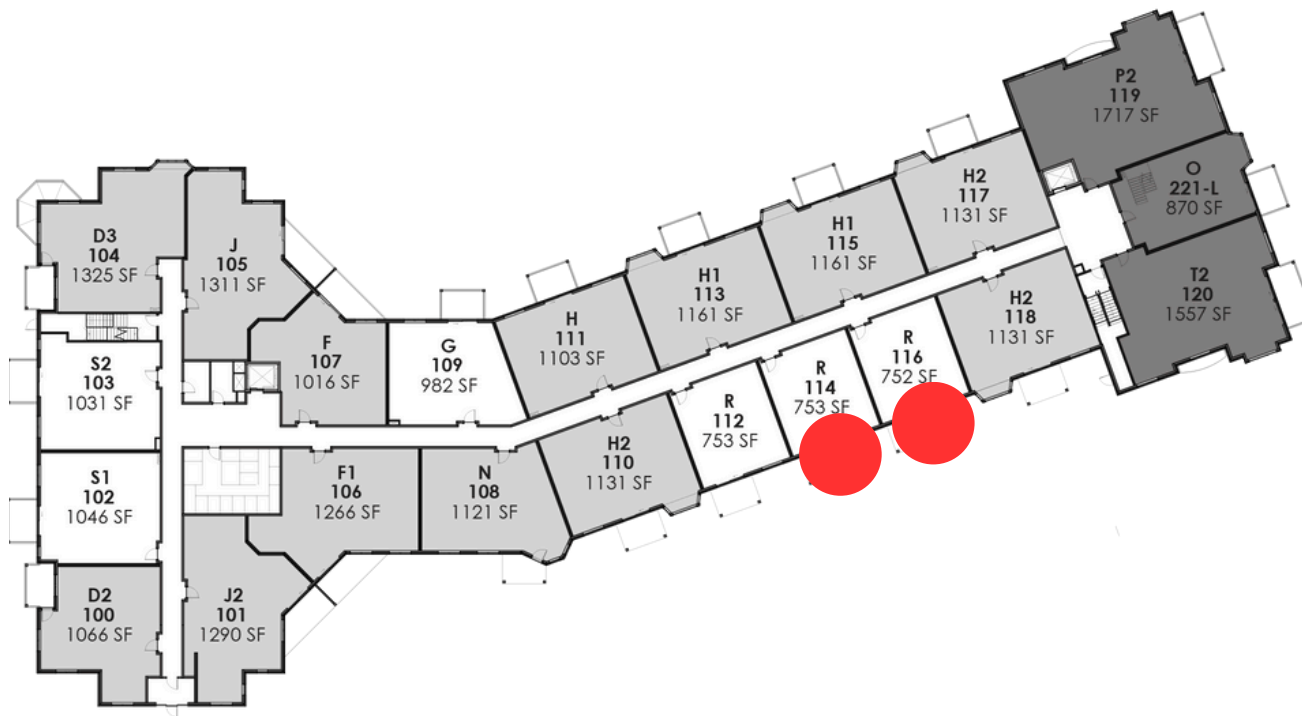 P2
119
1717 SF
O
221-L
870 SF
H2
117
1131 SF
D3
104
1325 SF
J
105
1311 SF
H1
115
1161 SF
H1
113
1161 SF
T2
120
1557 SF
H2
118
1131 SF
H
111
1103 SF
F
107
1016 SF
G
109
982 SF
R
116
752 SF
S2
103
1031 SF
R
114
753 SF
R
112
753 SF
H2
110
1131 SF
S1
102
1046 SF
F1
106
1266 SF
N
108
1121 SF
D2
100
1066 SF
J2
101
1290 SF